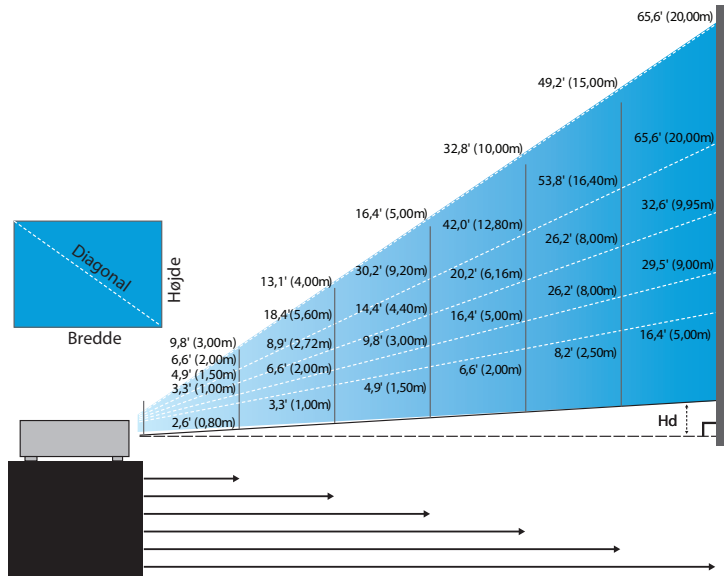 65,6' (20,00m)
49,2' (15,00m)
32,8' (10,00m)
16,4' (5,00m)
13,1' (4,00m)
9,8' (3,00m)
6,6' (2,00m)
4,9' (1,50m)
3,3' (1,00m)
2,6' (0,80m)
18,4'(5,60m)
8,9' (2,72m)
6,6' (2,00m)
3,3' (1,00m)
30,2' (9,20m)
14,4' (4,40m)
9,8' (3,00m)
4,9' (1,50m)
42,0' (12,80m)
20,2' (6,16m)
16,4' (5,00m)
6,6' (2,00m)
53,8' (16,40m)
26,2' (8,00m)
26,2' (8,00m)
8,2' (2,50m)
65,6' (20,00m)
32,6' (9,95m)
29,5' (9,00m)
16,4' (5,00m)
Diagonal
Højde
Bredde
Hd